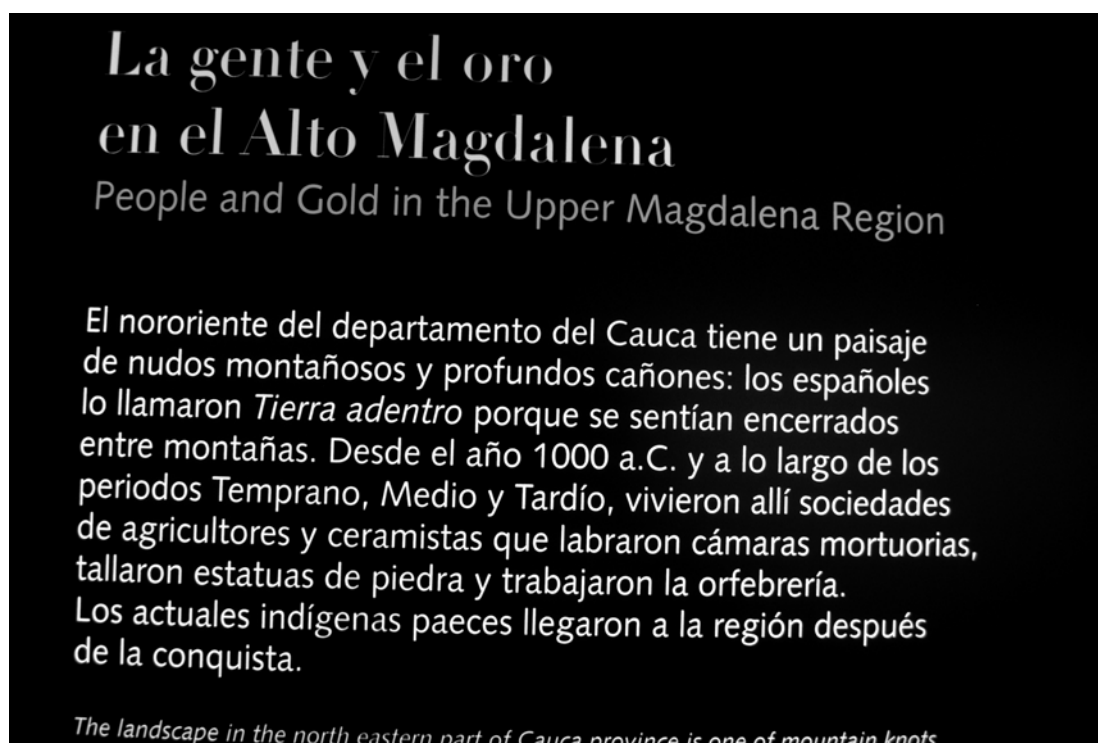 La gente y el oro
en el Alto Magdalena
People and Gold in the Upper Magdalena Region
El nororiente del departamento del Cauca tiene un paisaje
de nudos montañosos y profundos cañones: los españoles
lo llamaron Tierra adentro porque se sentían encerrados
entre montañas. Desde el año 1000 a.C. y a lo largo de los
periodos Temprano, Medio y Tardío, vivieron allí sociedades
de agricultores y ceramistas que labraron cámaras mortuorias,
tallaron estatuas de piedra y trabajaron la orfebrería.
Los actuales indígenas paeces llegaron a la región después
de la conquista.
The landscape in the north eastern part of Cauca province is one of mountain knots